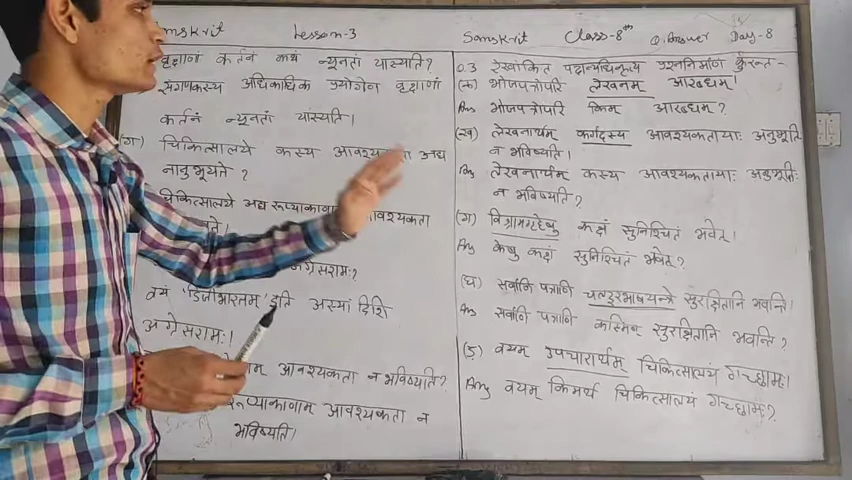 Samskrit Lesson-3
वृक्षाणां कर्तनं कथं न्यूनतां यास्यति?
संगणकस्य अधिकाधिक उपयोगेन वृक्षाणां
कर्तनं न्यूनतां यास्यति।
(ग) चिकित्सालये कस्य आवश्यकता अद्य
नानुभूयते ?
चिकित्सालये अद्य रूप्यकाणाम् आवश्यकता
वयं 'डिजीभारतम्' इति अस्यां दिशि
अग्रेसरामः।
आवश्यकता न भविष्यति?
रूप्यकाणाम् आवश्यकता न
भविष्यति।
Samskrit Class-8th Q.Answer Day-8
Q.3 रेखांकित पदान्यधिकृत्य प्रश्ननिर्माणं कुरुत-
(क) भोजपत्रोपरि लेखनम् आरब्धम्।
Ans भोजपत्रोपरि किम् आरब्धम्?
(ख) लेखनार्थम् कर्गदस्य आवश्यकतायाः अनुभूति
न भविष्यति।
Ans लेखनार्थम् कस्य आवश्यकतायाः अनुभूतिः
न भविष्यति?
(ग) विश्रामगृहेषु कक्षं सुनिश्चितं भवेत्।
Ans केषु कक्षं सुनिश्चितं भवेत्?
(घ) सर्वाणि पत्राणि चलदूरभाषयन्त्रे सुरक्षितानि भवन्ति।
Ans सर्वाणि पत्राणि कस्मिन् सुरक्षितानि भवन्ति?
(ङ) वयम् उपचारार्थम् चिकित्सालयं गच्छामः।
Ans वयम् किमर्थं चिकित्सालयं गच्छामः?